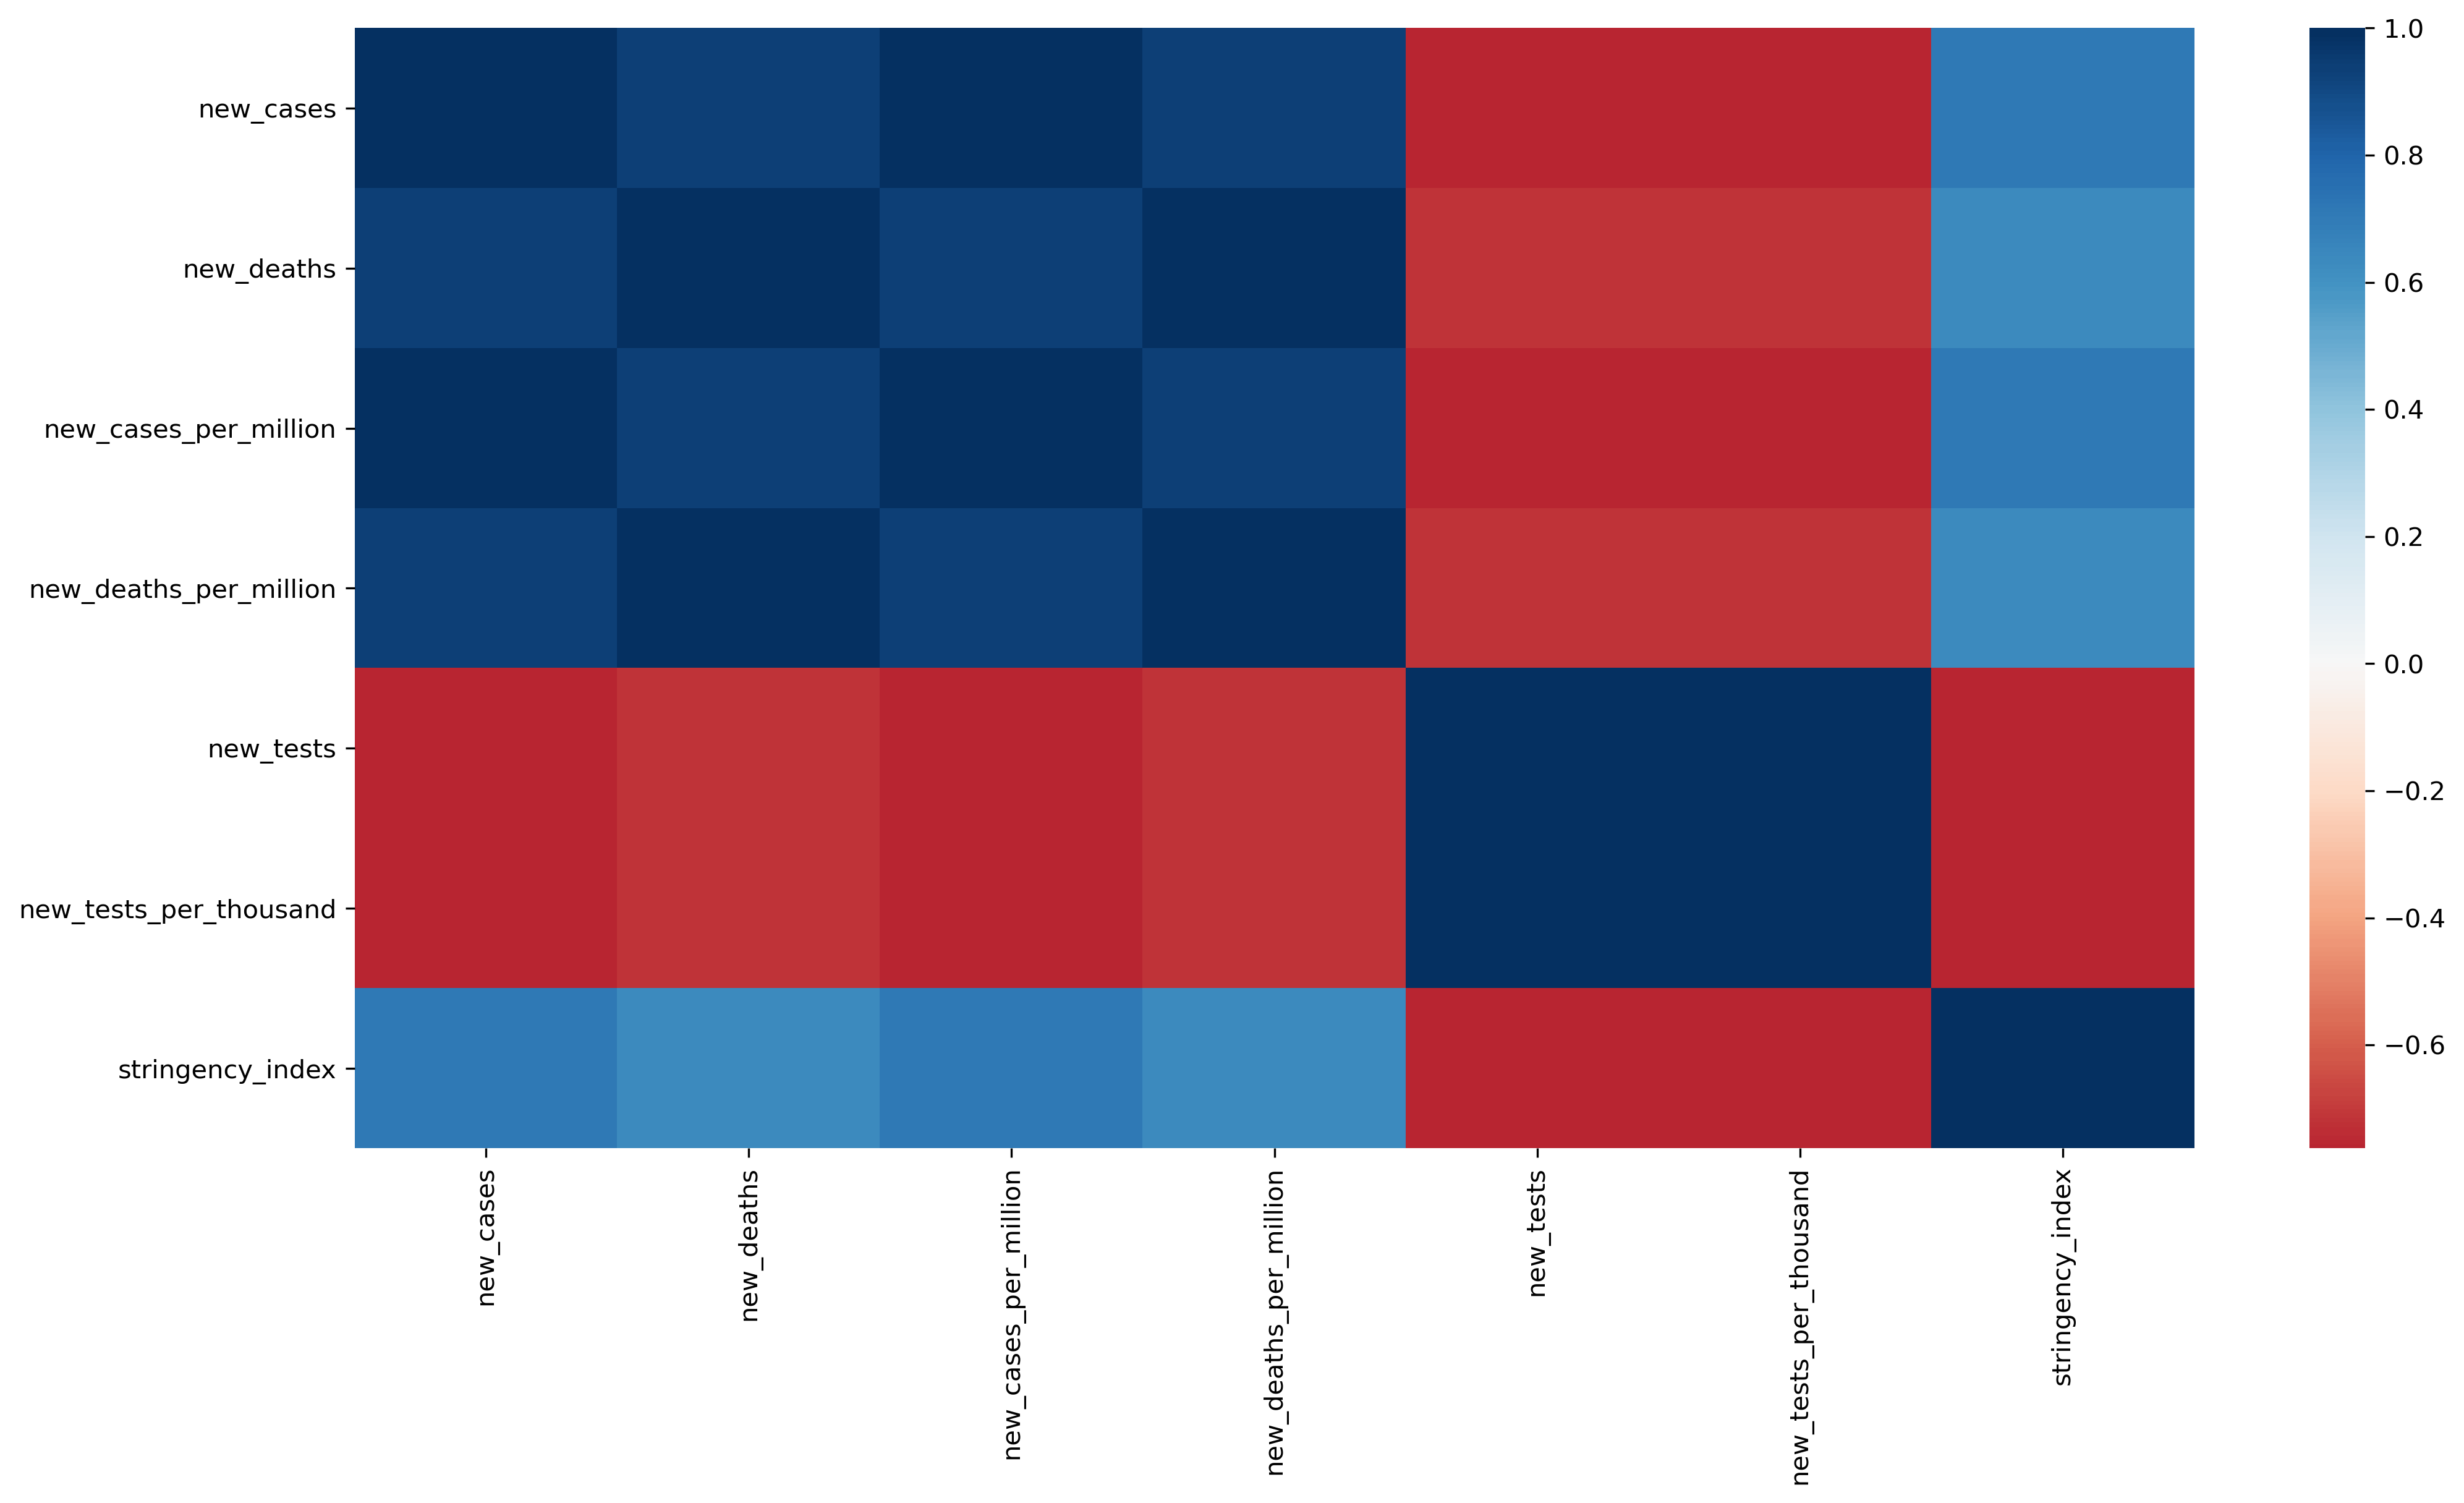 new_cases
new_deaths
new_cases_per_million
new_deaths_per_million
new_tests
new_tests_per_thousand
stringency_index
new_cases
new_deaths
new_cases_per_million
new_deaths_per_million
new_tests
new_tests_per_thousand
stringency_index
1.0
0.8
0.6
0.4
0.2
0.0
−0.2
−0.4
−0.6